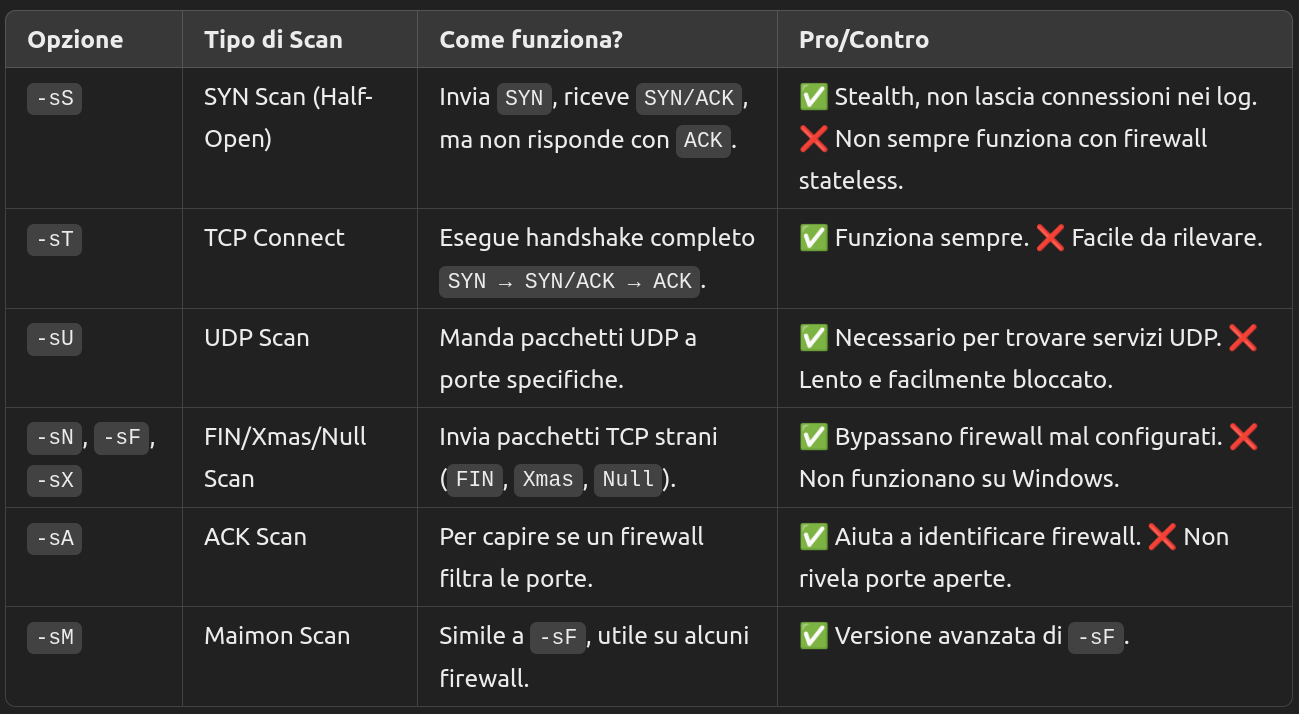 Opzione Tipo di Scan Come funziona? Pro/Contro
-sS SYN Scan (Half- Invia SYN, riceve SYN/ACK, ✅ Stealth, non lascia connessioni nei log.
Open) ma non risponde con ACK. ❌ Non sempre funziona con firewall
stateless.
-sT TCP Connect Esegue handshake completo ✅ Funziona sempre. ❌ Facile da rilevare.
SYN → SYN/ACK → ACK.
-sU UDP Scan Manda pacchetti UDP a ✅ Necessario per trovare servizi UDP. ❌
porte specifiche. Lento e facilmente bloccato.
-sN, -sF, FIN/Xmas/Null Invia pacchetti TCP strani ✅ Bypassano firewall mal configurati. ❌
-sX Scan (FIN, Xmas, Null). Non funzionano su Windows.
-sA ACK Scan Per capire se un firewall ✅ Aiuta a identificare firewall. ❌ Non
filtra le porte. rivela porte aperte.
-sM Maimon Scan Simile a -sF, utile su alcuni ✅ Versione avanzata di -sF.
firewall.